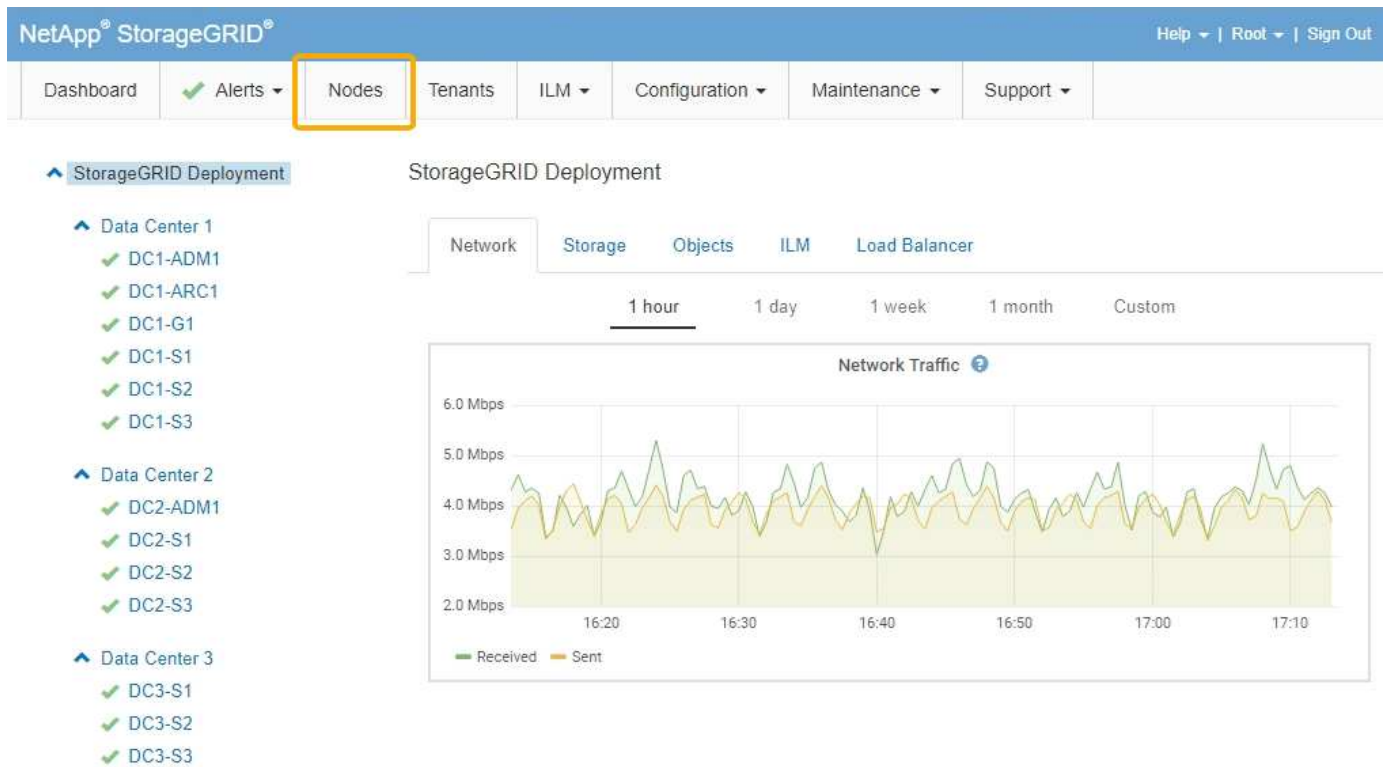 NetApp® StorageGRID®
Help | Root | Sign Out
Dashboard Alerts Nodes Tenants ILM Configuration Maintenance Support
StorageGRID Deployment
Data Center 1
DC1-ADM1
DC1-ARC1
DC1-G1
DC1-S1
DC1-S2
DC1-S3
Data Center 2
DC2-ADM1
DC2-S1
DC2-S2
DC2-S3
Data Center 3
DC3-S1
DC3-S2
DC3-S3
StorageGRID Deployment
Network Storage Objects ILM Load Balancer
1 hour 1 day 1 week 1 month Custom
Network Traffic ?
6.0 Mbps
5.0 Mbps
4.0 Mbps
3.0 Mbps
2.0 Mbps
16:20 16:30 16:40 16:50 17:00 17:10
Received Sent